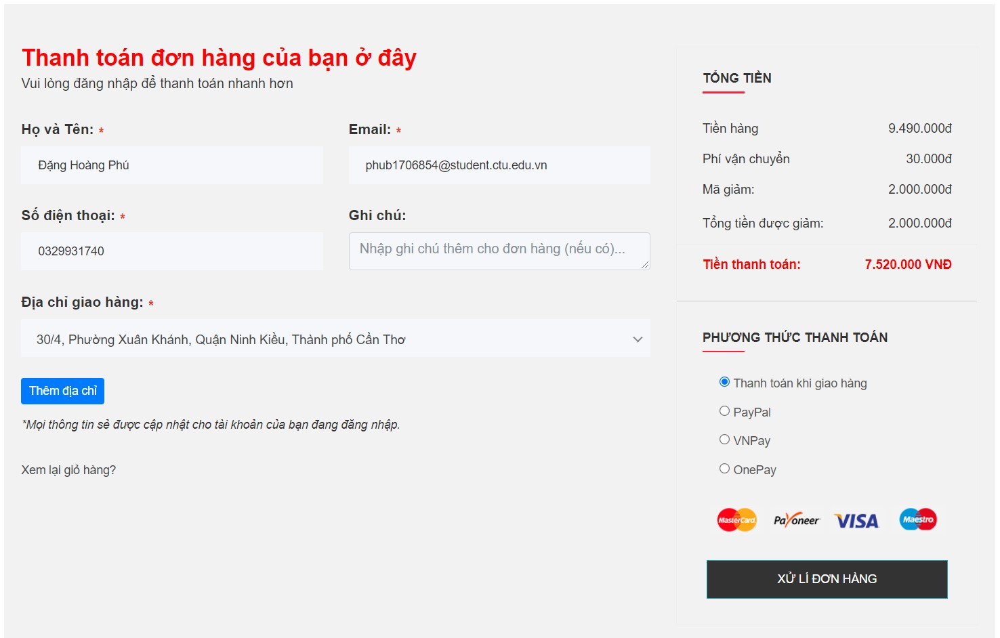 Thanh toán đơn hàng của bạn ở đây
Vui lòng đăng nhập để thanh toán nhanh hơn
Họ và Tên: *
Email: *
Đặng Hoàng Phú
phub1706854@student.ctu.edu.vn
Số điện thoại: *
Ghi chú:
0329931740
Nhập ghi chú thêm cho đơn hàng (nếu có)...
Địa chỉ giao hàng: *
30/4, Phường Xuân Khánh, Quận Ninh Kiều, Thành phố Cần Thơ
Thêm địa chỉ
*Mọi thông tin sẻ được cập nhật cho tài khoản của bạn đang đăng nhập.
Xem lại giỏ hàng?
TỔNG TIỀN
Tiền hàng 9.490.000đ
Phí vận chuyển 30.000đ
Mã giảm: 2.000.000đ
Tổng tiền được giảm: 2.000.000đ
Tiền thanh toán: 7.520.000 VNĐ
PHƯƠNG THỨC THANH TOÁN
Thanh toán khi giao hàng
PayPal
VNPay
OnePay
MasterCard Payoneer VISA Maestro
XỬ LÍ ĐƠN HÀNG